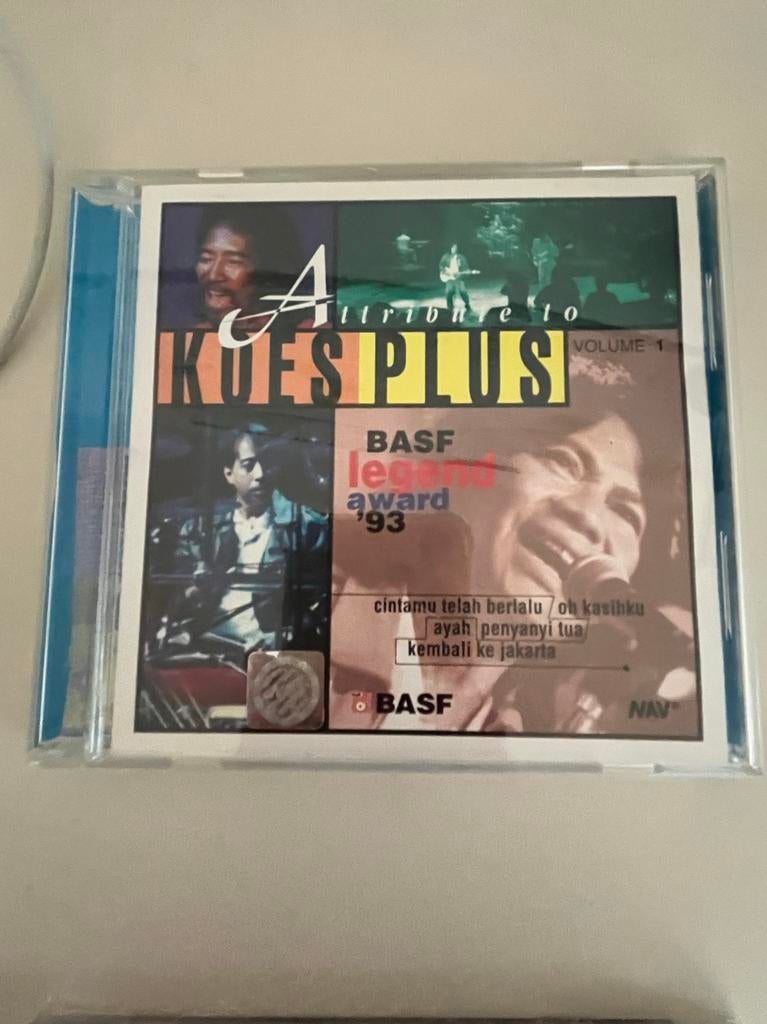 Attribute to
KOES PLUS
VOLUME 1
BASF
legend
award
'93
cintamu telah berlalu / oh kasihku
ayah penyanyi tua
kembali ke jakarta
BASF
NAV®